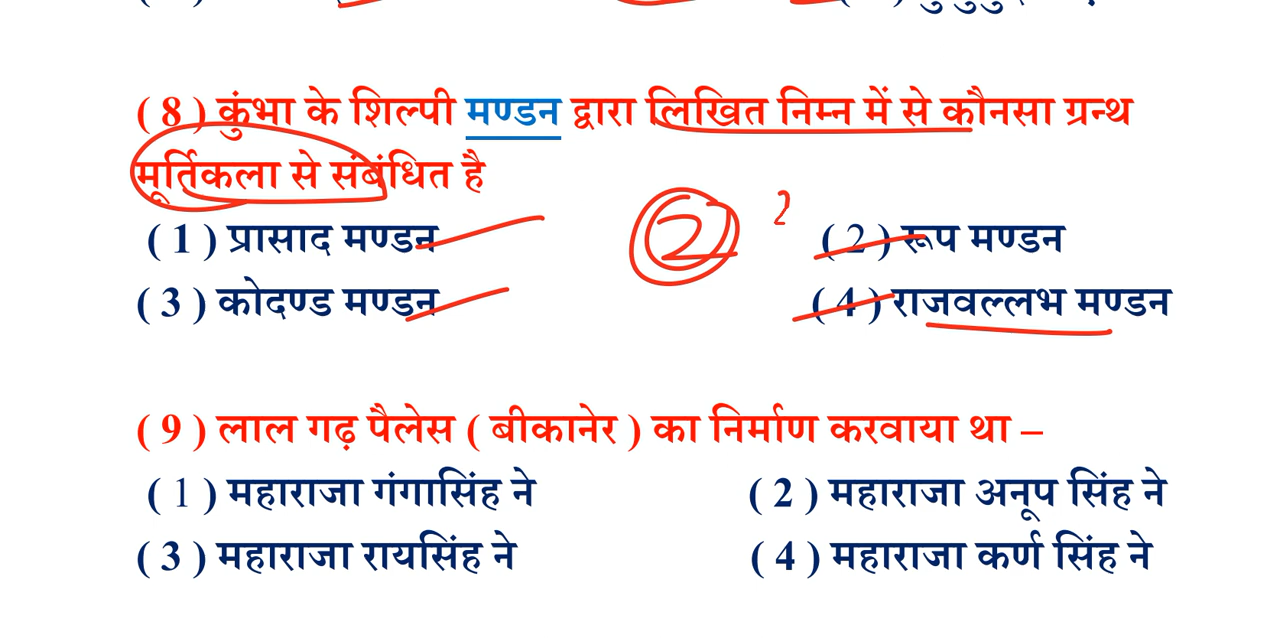 ( 8 ) कुंभा के शिल्पी मण्डन द्वारा लिखित निम्न में से कौनसा ग्रन्थ
मूर्तिकला से संबंधित है
( 1 ) प्रासाद मण्डन ( 2 ) रूप मण्डन
2 2
( 3 ) कोदण्ड मण्डन ( 4 ) राजवल्लभ मण्डन
( 9 ) लाल गढ़ पैलेस ( बीकानेर ) का निर्माण करवाया था –
( 1 ) महाराजा गंगासिंह ने ( 2 ) महाराजा अनूप सिंह ने
( 3 ) महाराजा रायसिंह ने ( 4 ) महाराजा कर्ण सिंह ने